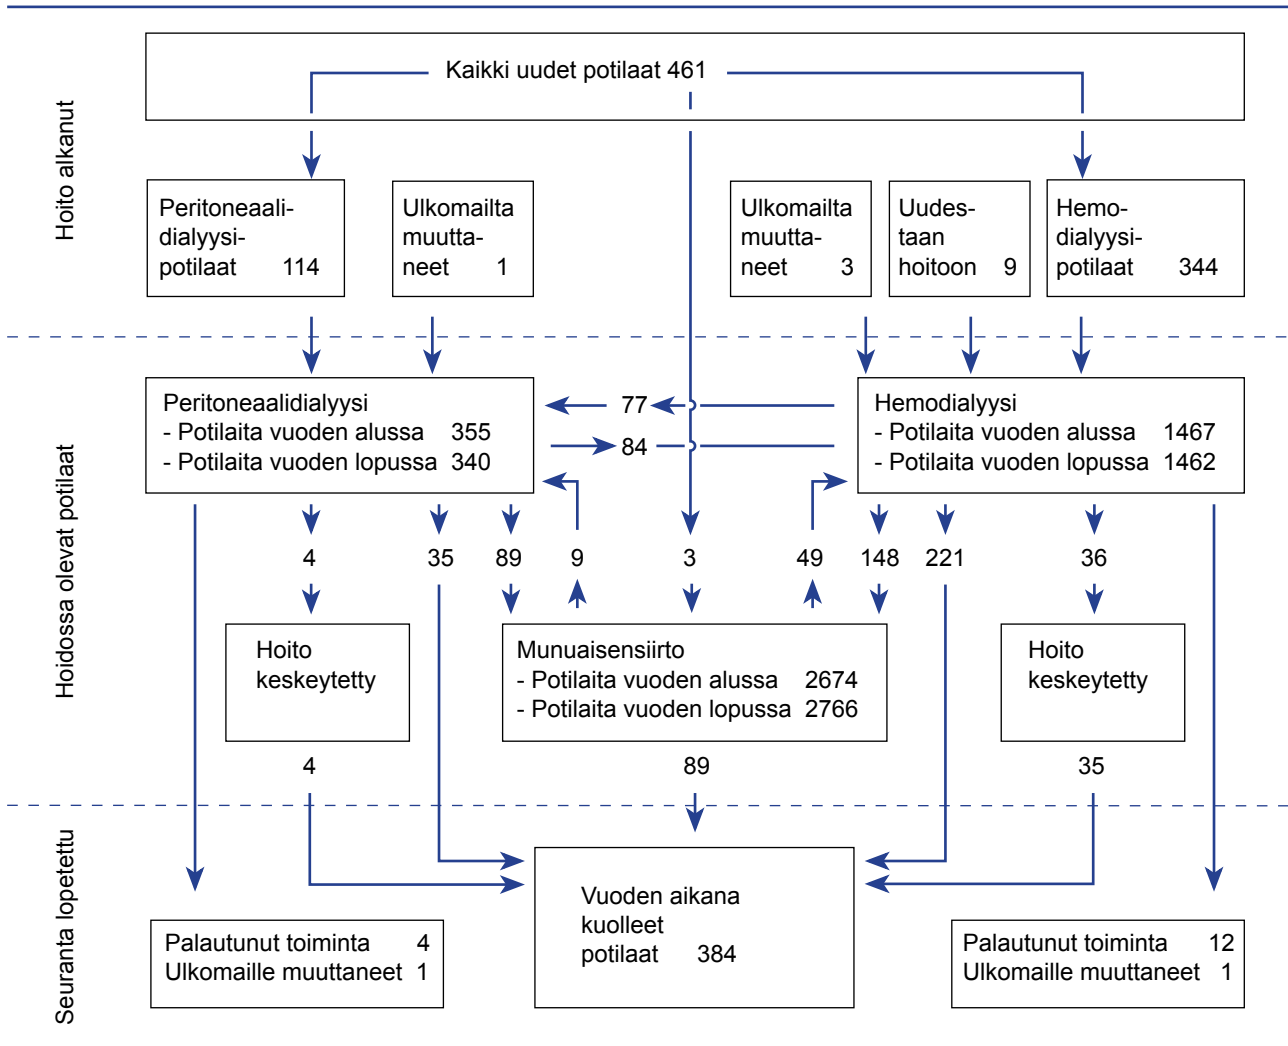 Kaikki uudet potilaat 461
Hoito alkanut
Peritoneaali-
dialyysi-
potilaat 114
Ulkomailta
muutta-
neet 1
Ulkomailta
muutta-
neet 3
Uudes-
taan
hoitoon 9
Hemo-
dialyysi-
potilaat 344
Hoidossa olevat potilaat
Peritoneaalidialyysi
- Potilaita vuoden alussa 355
- Potilaita vuoden lopussa 340
77
84
Hemodialyysi
- Potilaita vuoden alussa 1467
- Potilaita vuoden lopussa 1462
4 35 89 9 3 49 148 221 36
Hoito
keskeytetty
Munuaisensiirto
- Potilaita vuoden alussa 2674
- Potilaita vuoden lopussa 2766
Hoito
keskeytetty
4 89 35
Seuranta lopetettu
Palautunut toiminta 4
Ulkomaille muuttaneet 1
Vuoden aikana
kuolleet
potilaat 384
Palautunut toiminta 12
Ulkomaille muuttaneet 1